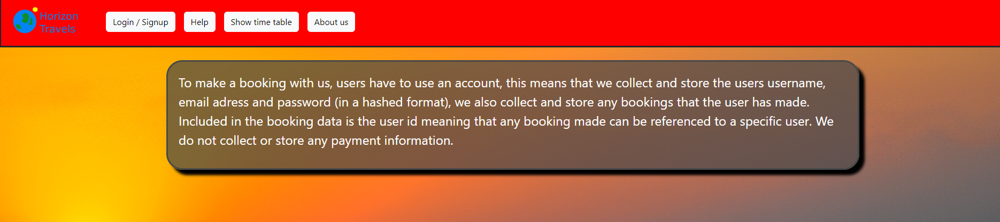 Horizon
Travels
Login / Signup
Help
Show time table
About us
To make a booking with us, users have to use an account, this means that we collect and store the users username,
email adress and password (in a hashed format), we also collect and store any bookings that the user has made.
Included in the booking data is the user id meaning that any booking made can be referenced to a specific user. We
do not collect or store any payment information.